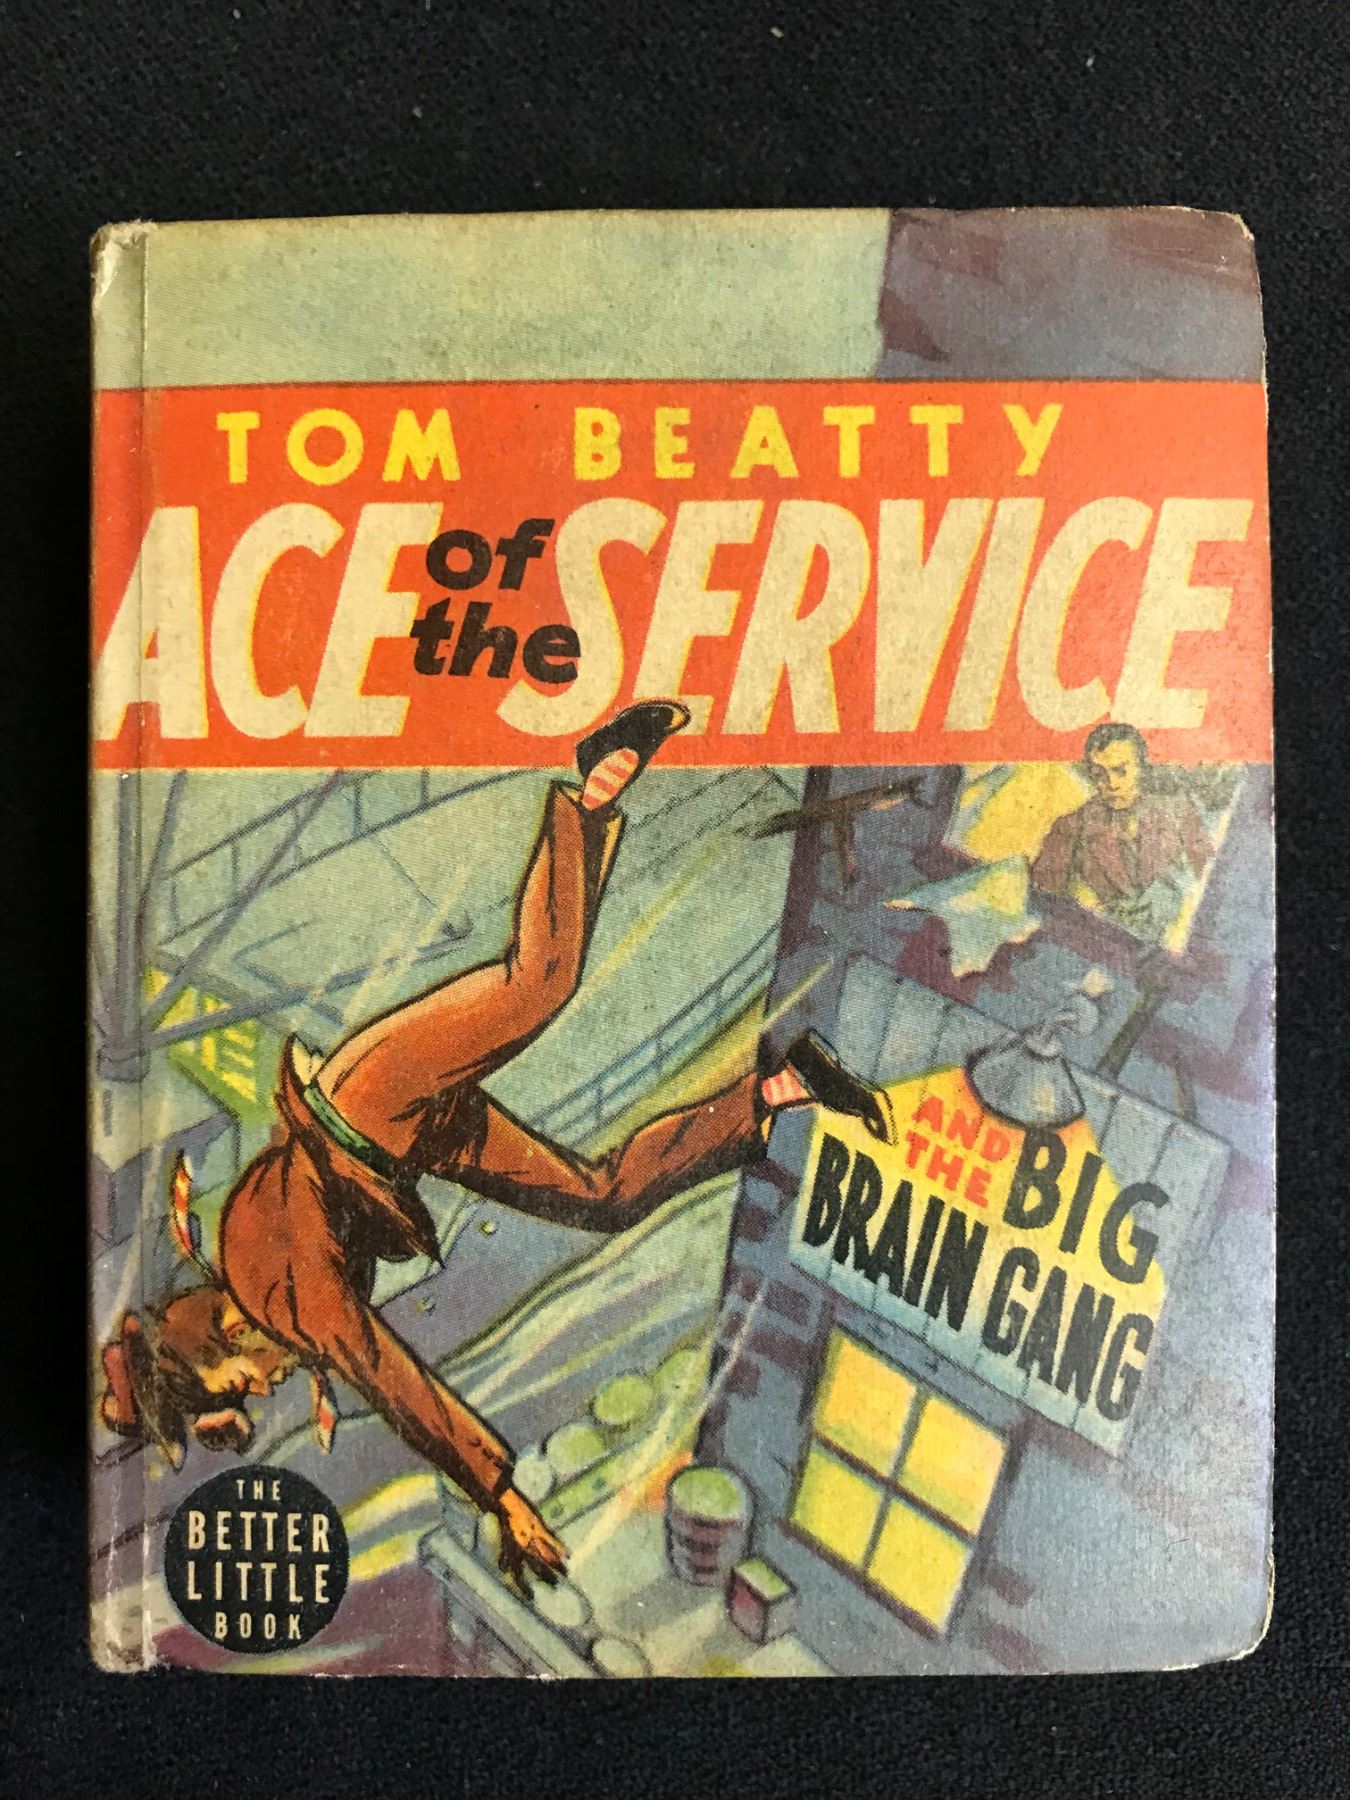 TOM BEATTY
ACE of the SERVICE
AND THE BIG
BRAIN GANG
THE
BETTER
LITTLE
BOOK